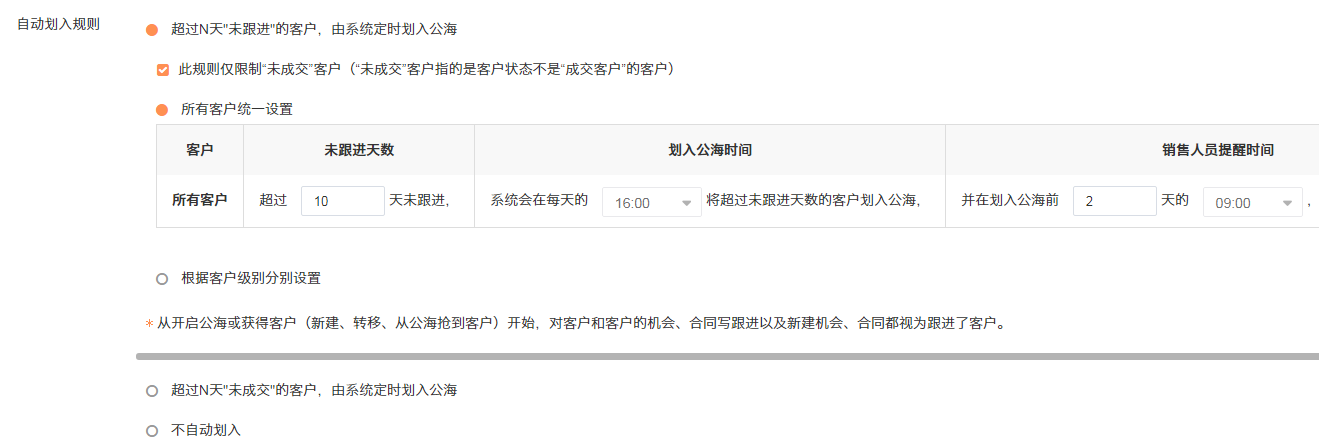 自动划入规则
超过N天"未跟进"的客户，由系统定时划入公海
此规则仅限制“未成交”客户（“未成交”客户指的是客户状态不是“成交客户”的客户）
所有客户统一设置
客户 未跟进天数 划入公海时间 销售人员提醒时间
所有客户 超过 10 天未跟进， 系统会在每天的 16:00 将超过未跟进天数的客户划入公海， 并在划入公海前 2 天的 09:00 ，
根据客户级别分别设置
*从开启公海或获得客户（新建、转移、从公海抢到客户）开始，对客户和客户的机会、合同写跟进以及新建机会、合同都视为跟进了客户。
超过N天"未成交"的客户，由系统定时划入公海
不自动划入